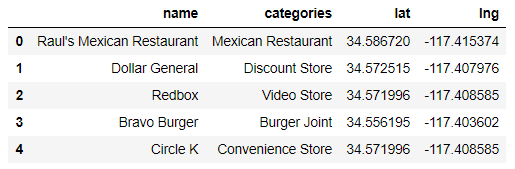 name categories lat lng
0 Raul's Mexican Restaurant Mexican Restaurant 34.586720 -117.415374
1 Dollar General Discount Store 34.572515 -117.407976
2 Redbox Video Store 34.571996 -117.408585
3 Bravo Burger Burger Joint 34.556195 -117.403602
4 Circle K Convenience Store 34.571996 -117.408585